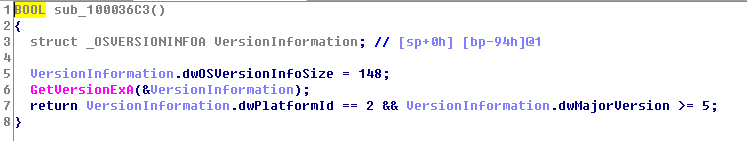 1 BOOL sub_100036C3()
2 {
3   struct _OSVERSIONINFOA VersionInformation; // [sp+0h] [bp-94h]@1
4
5   VersionInformation.dwOSVersionInfoSize = 148;
6   GetVersionExA(&VersionInformation);
7   return VersionInformation.dwPlatformId == 2 && VersionInformation.dwMajorVersion >= 5;
8 }